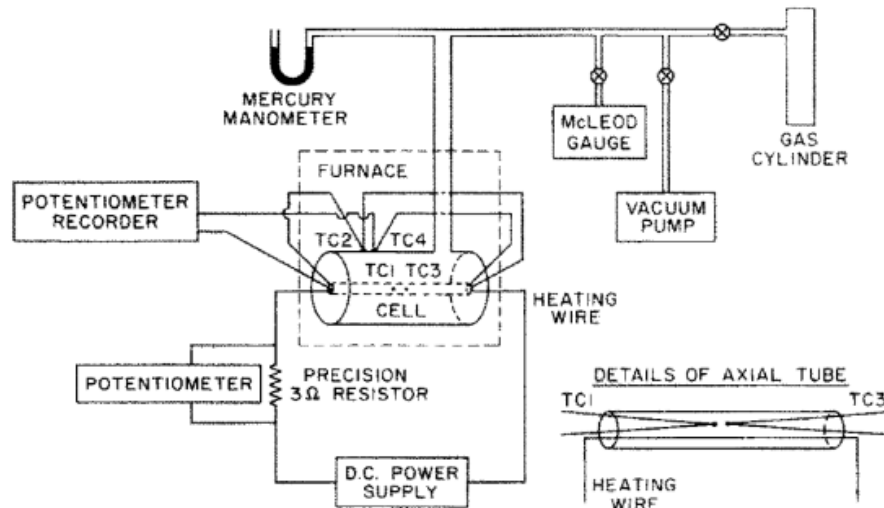 MERCURY
MANOMETER
McLEOD
GAUGE
GAS
CYLINDER
VACUUM
PUMP
FURNACE
POTENTIOMETER
RECORDER
TC2 TC4
TC1 TC3
CELL
HEATING
WIRE
POTENTIOMETER
PRECISION
3Ω RESISTOR
D.C. POWER
SUPPLY
DETAILS OF AXIAL TUBE
TC1 TC3
HEATING
WIRE